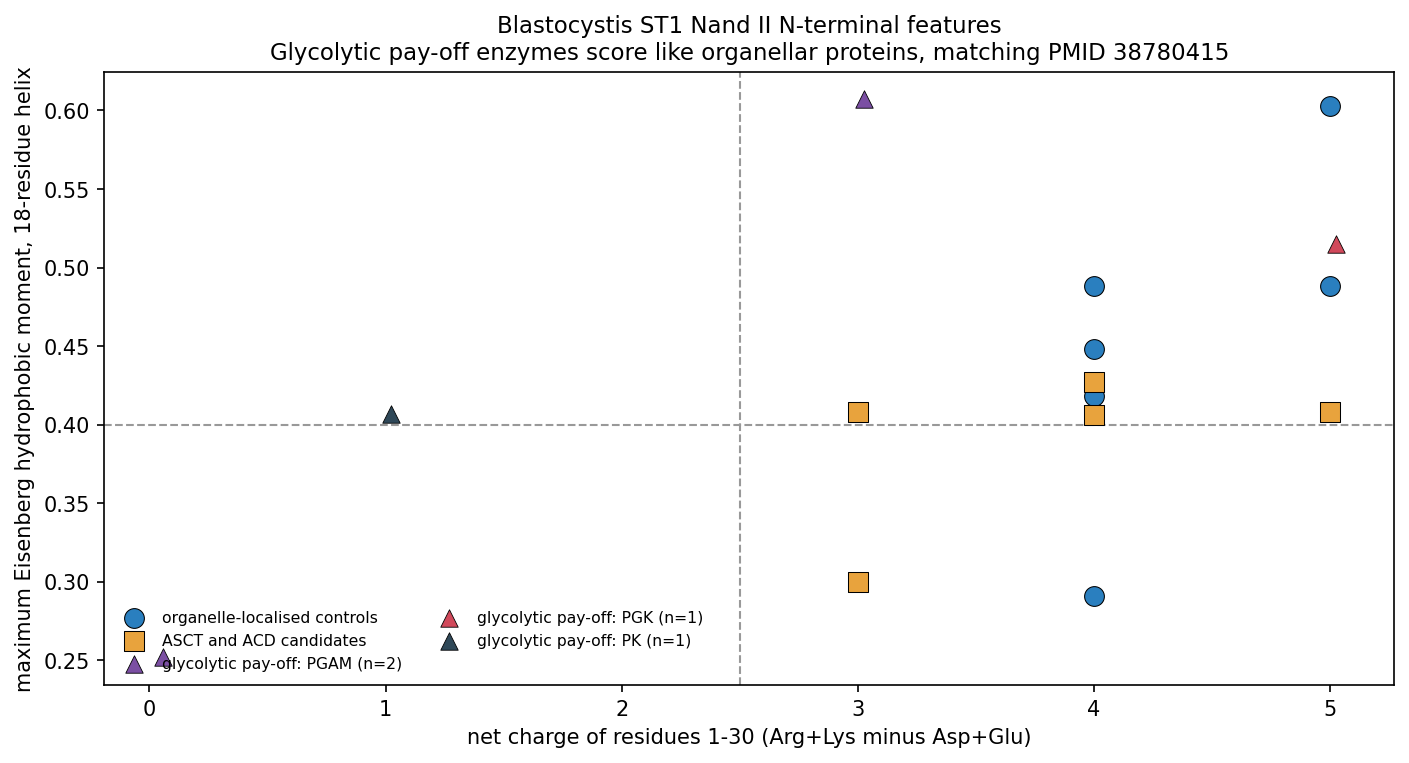 Blastocystis ST1 Nand II N-terminal features
Glycolytic pay-off enzymes score like organellar proteins, matching PMID 38780415
maximum Eisenberg hydrophobic moment, 18-residue helix
0.60
0.55
0.50
0.45
0.40
0.35
0.30
0.25
organelle-localised controls
ASCT and ACD candidates
glycolytic pay-off: PGAM (n=2)
glycolytic pay-off: PGK (n=1)
glycolytic pay-off: PK (n=1)
0
1
2
3
4
5
net charge of residues 1-30 (Arg+Lys minus Asp+Glu)